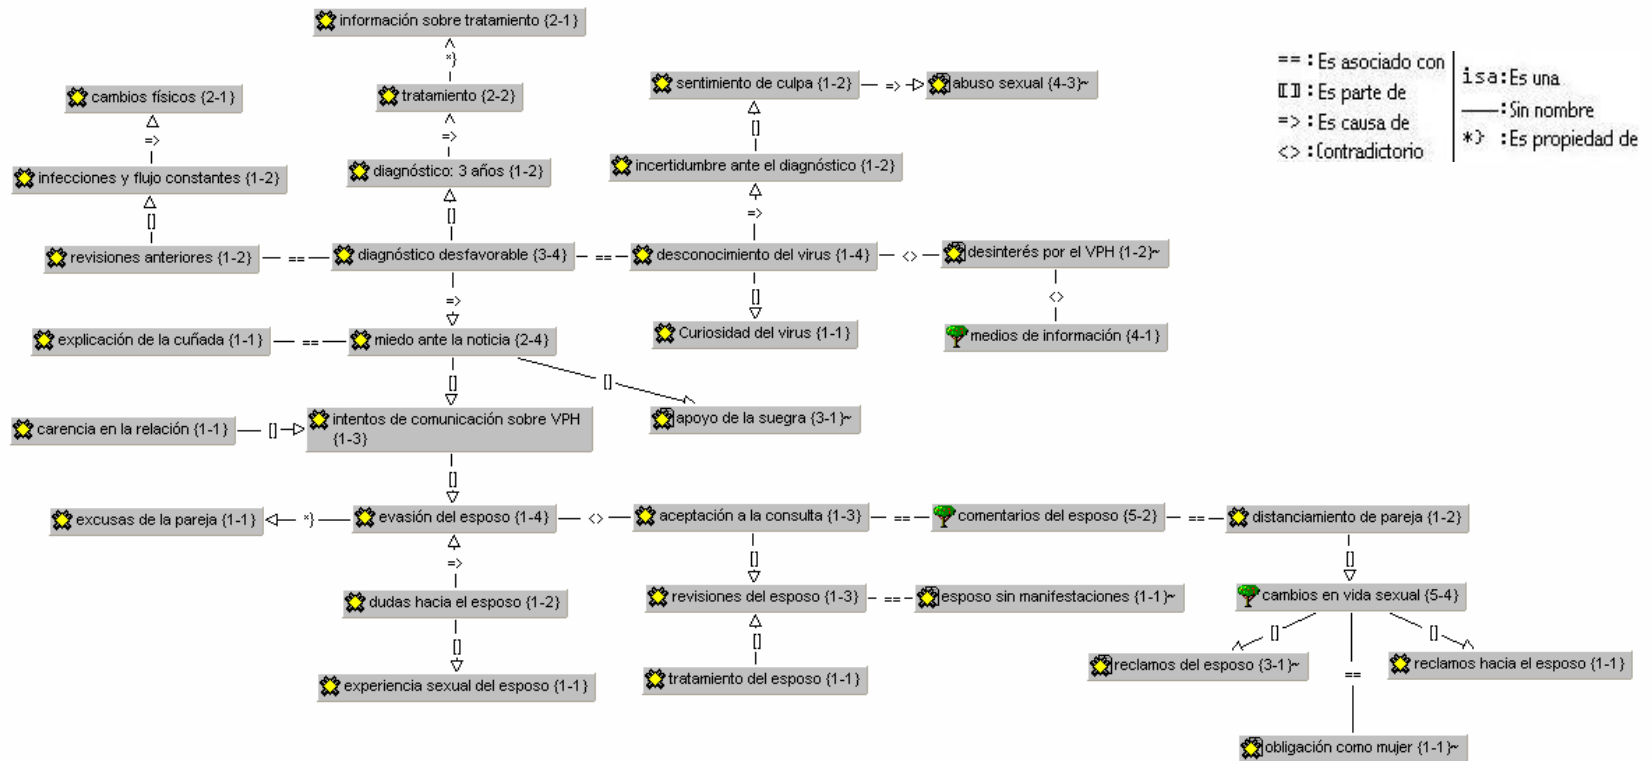 información sobre tratamiento {2-1}
*}
== : Es asociado con
[] : Es parte de
=> : Es causa de
<> : Contradictorio
isa: Es una
——: Sin nombre
*} : Es propiedad de
cambios físicos {2-1}
tratamiento {2-2}
sentimiento de culpa {1-2}
=>
abuso sexual {4-3}~
=>
=>
[]
infecciones y flujo constantes {1-2}
diagnóstico: 3 años {1-2}
incertidumbre ante el diagnóstico {1-2}
[]
[]
=>
revisiones anteriores {1-2}
==
diagnóstico desfavorable {3-4}
==
desconocimiento del virus {1-4}
<>
desinterés por el VPH {1-2}~
=>
[]
<>
explicación de la cuñada {1-1}
==
miedo ante la noticia {2-4}
Curiosidad del virus {1-1}
medios de información {4-1}
[]
[]
carencia en la relación {1-1}
[]
intentos de comunicación sobre VPH
{1-3}
apoyo de la suegra {3-1}~
[]
excusas de la pareja {1-1}
*}
evasión del esposo {1-4}
<>
aceptación a la consulta {1-3}
==
comentarios del esposo {5-2}
==
distanciamiento de pareja {1-2}
=>
[]
[]
dudas hacia el esposo {1-2}
revisiones del esposo {1-3}
==
esposo sin manifestaciones {1-1}~
cambios en vida sexual {5-4}
[]
[]
[]
[]
experiencia sexual del esposo {1-1}
tratamiento del esposo {1-1}
reclamos del esposo {3-1}~
==
reclamos hacia el esposo {1-1}
obligación como mujer {1-1}~